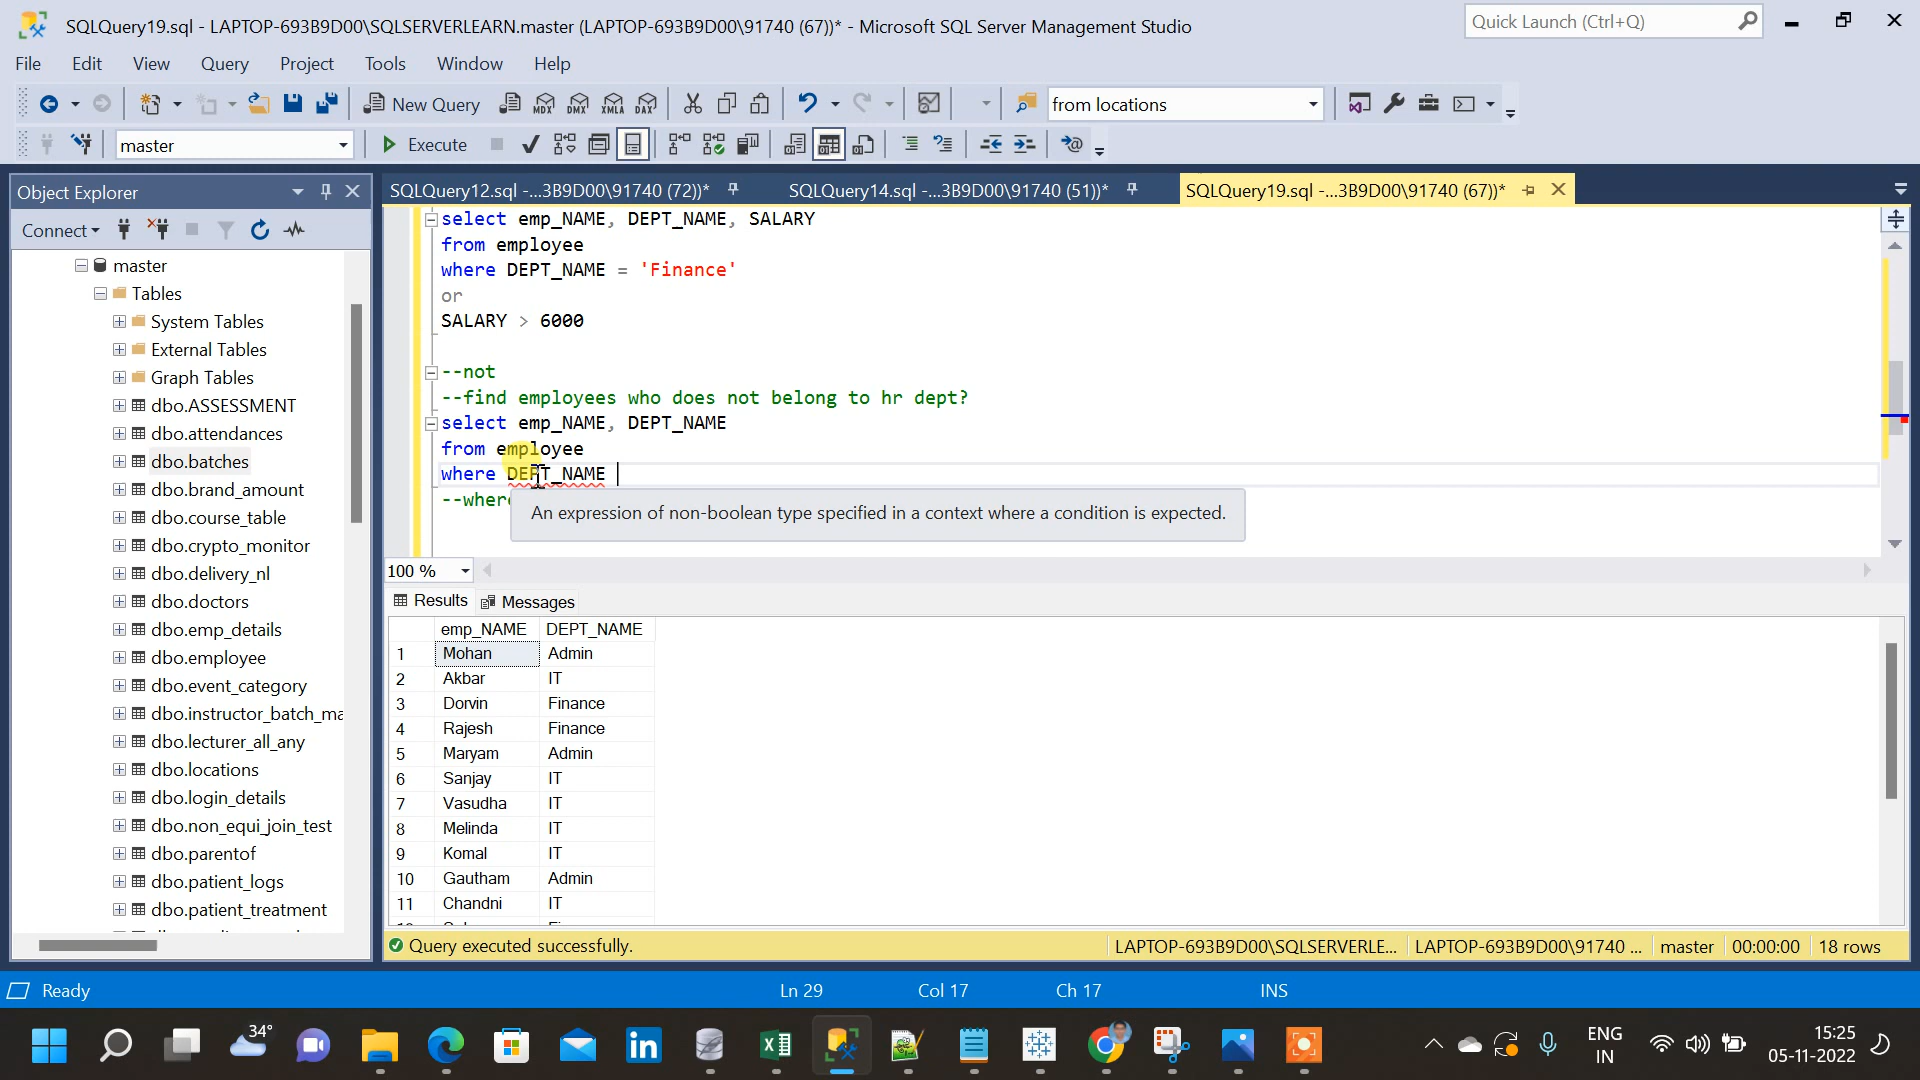 SQLQuery19.sql - LAPTOP-693B9D00\SQLSERVERLEARN.master (LAPTOP-693B9D00\91740 (67))* - Microsoft SQL Server Management Studio
Quick Launch (Ctrl+Q)
File Edit View Query Project Tools Window Help
New Query MDX DMX XMLA DAX from locations
master Execute
Object Explorer
SQLQuery12.sql -...3B9D00\91740 (72))* SQLQuery14.sql -...3B9D00\91740 (51))* SQLQuery19.sql -...3B9D00\91740 (67))*
Connect
master
Tables
System Tables
External Tables
Graph Tables
dbo.ASSESSMENT
dbo.attendances
dbo.batches
dbo.brand_amount
dbo.course_table
dbo.crypto_monitor
dbo.delivery_nl
dbo.doctors
dbo.emp_details
dbo.employee
dbo.event_category
dbo.instructor_batch_ma
dbo.lecturer_all_any
dbo.locations
dbo.login_details
dbo.non_equi_join_test
dbo.parentof
dbo.patient_logs
dbo.patient_treatment
select emp_NAME, DEPT_NAME, SALARY
from employee
where DEPT_NAME = 'Finance'
or
SALARY > 6000
--not
--find employees who does not belong to hr dept?
select emp_NAME, DEPT_NAME
from employee
where DEPT_NAME
--where
An expression of non-boolean type specified in a context where a condition is expected.
100 %
Results Messages
emp_NAME DEPT_NAME
1 Mohan Admin
2 Akbar IT
3 Dorvin Finance
4 Rajesh Finance
5 Maryam Admin
6 Sanjay IT
7 Vasudha IT
8 Melinda IT
9 Komal IT
10 Gautham Admin
11 Chandni IT
Query executed successfully. LAPTOP-693B9D00\SQLSERVERLE... LAPTOP-693B9D00\91740 ... master 00:00:00 18 rows
Ready Ln 29 Col 17 Ch 17 INS
34°
ENG
IN
15:25
05-11-2022